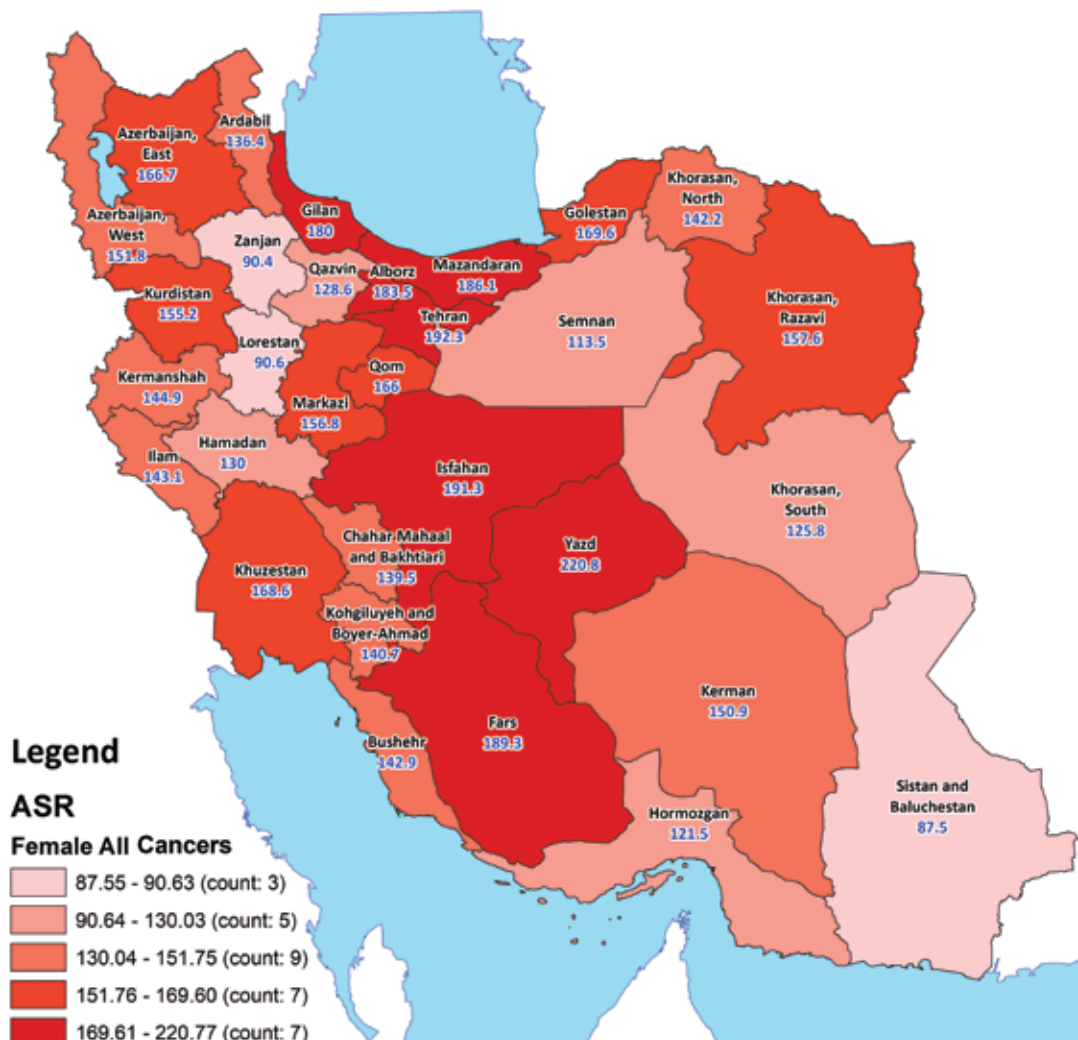 Ardabil
136.4
Azerbaijan,
East
166.7
Khorasan,
North
142.2
Gilan
180
Golestan
169.6
Azerbaijan,
West
151.8
Zanjan
90.4
Qazvin
128.6
Alborz
183.5
Mazandaran
186.1
Kurdistan
155.2
Tehran
192.3
Semnan
113.5
Khorasan,
Razavi
157.6
Lorestan
90.6
Kermanshah
144.9
Qom
166
Markazi
156.8
Hamadan
130
Ilam
143.1
Isfahan
191.3
Khorasan,
South
125.8
Chahar Mahaal
and Bakhtiari
139.5
Yazd
220.8
Khuzestan
168.6
Kohgiluyeh and
Boyer-Ahmad
140.7
Kerman
150.9
Fars
189.3
Bushehr
142.9
Sistan and
Baluchestan
87.5
Hormozgan
121.5
Legend
ASR
Female All Cancers
87.55 - 90.63 (count: 3)
90.64 - 130.03 (count: 5)
130.04 - 151.75 (count: 9)
151.76 - 169.60 (count: 7)
169.61 - 220.77 (count: 7)